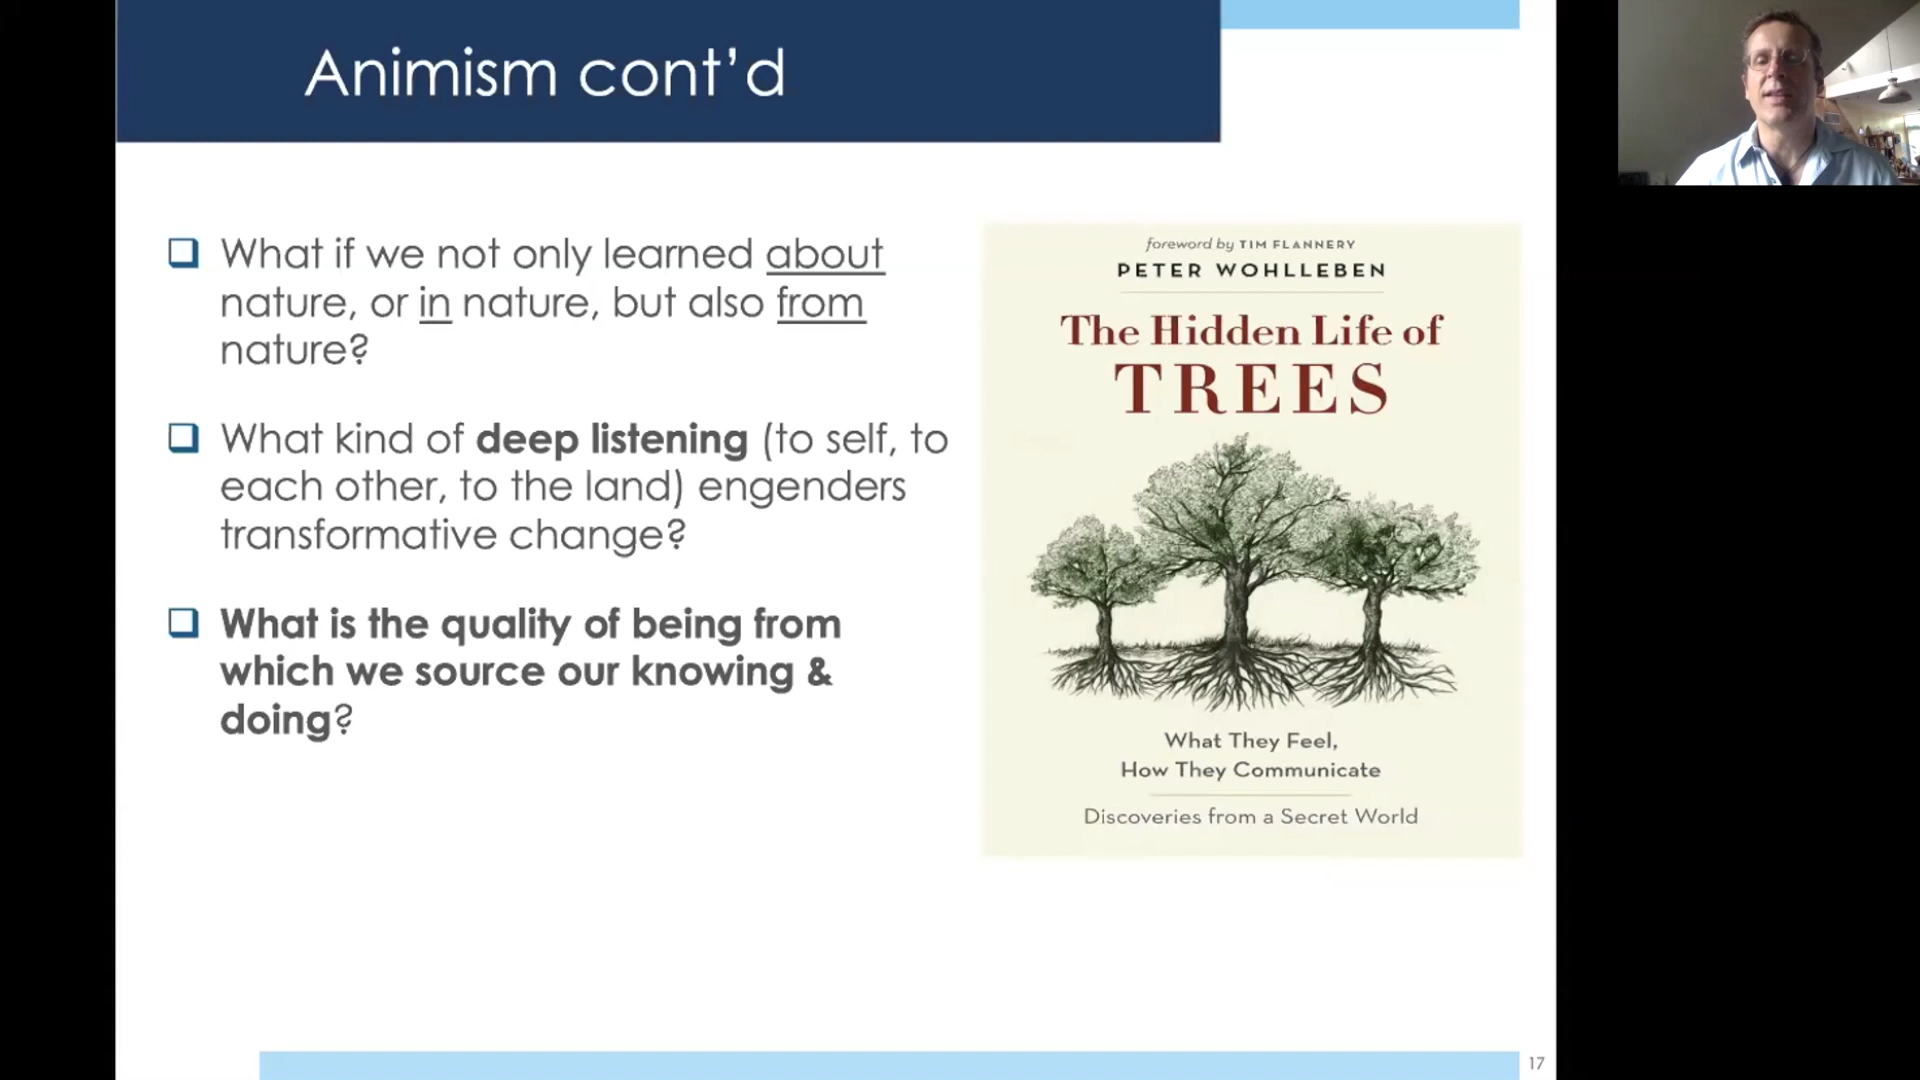 Animism cont'd
What if we not only learned about
nature, or in nature, but also from
nature?
What kind of deep listening (to self, to
each other, to the land) engenders
transformative change?
What is the quality of being from
which we source our knowing &
doing?
foreword by TIM FLANNERY
PETER WOHLLEBEN
The Hidden Life of
TREES
What They Feel,
How They Communicate
Discoveries from a Secret World
17